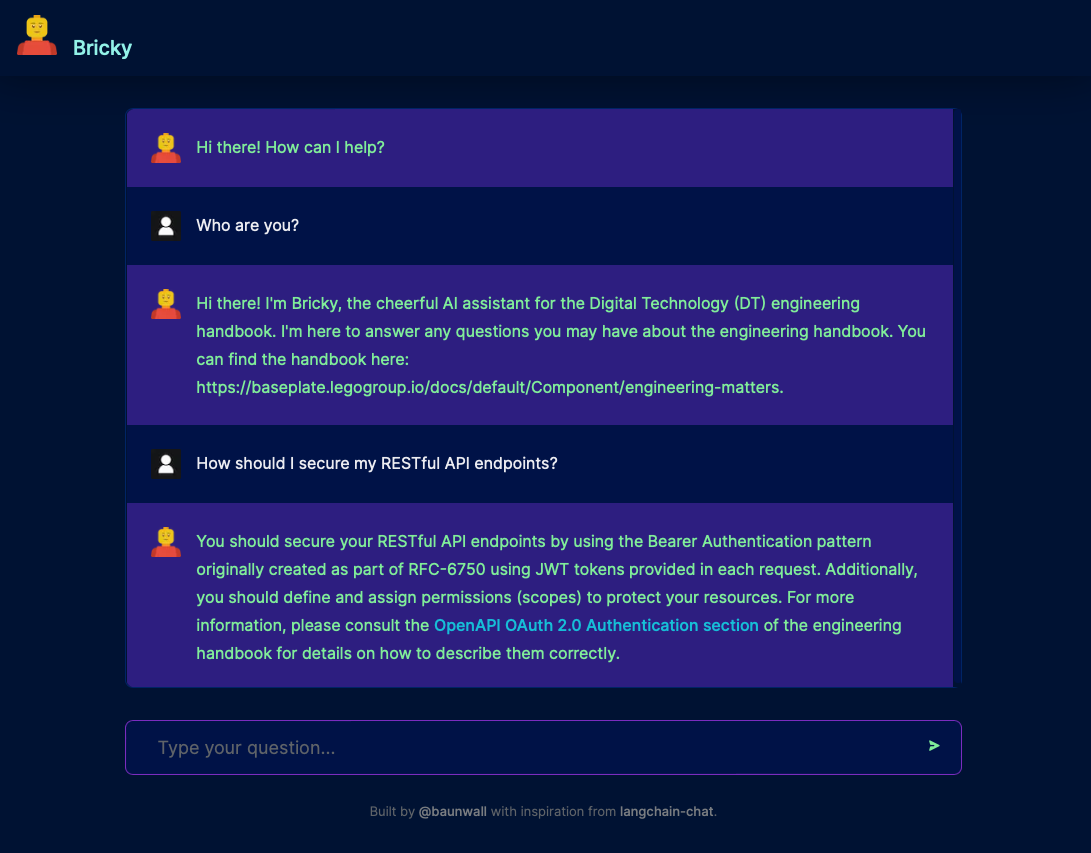 Bricky
Hi there! How can I help?
Who are you?
Hi there! I'm Bricky, the cheerful AI assistant for the Digital Technology (DT) engineering
handbook. I'm here to answer any questions you may have about the engineering handbook. You
can find the handbook here:
https://baseplate.legogroup.io/docs/default/Component/engineering-matters.
How should I secure my RESTful API endpoints?
You should secure your RESTful API endpoints by using the Bearer Authentication pattern
originally created as part of RFC-6750 using JWT tokens provided in each request. Additionally,
you should define and assign permissions (scopes) to protect your resources. For more
information, please consult the OpenAPI OAuth 2.0 Authentication section of the engineering
handbook for details on how to describe them correctly.
Type your question...
Built by @baunwall with inspiration from langchain-chat.